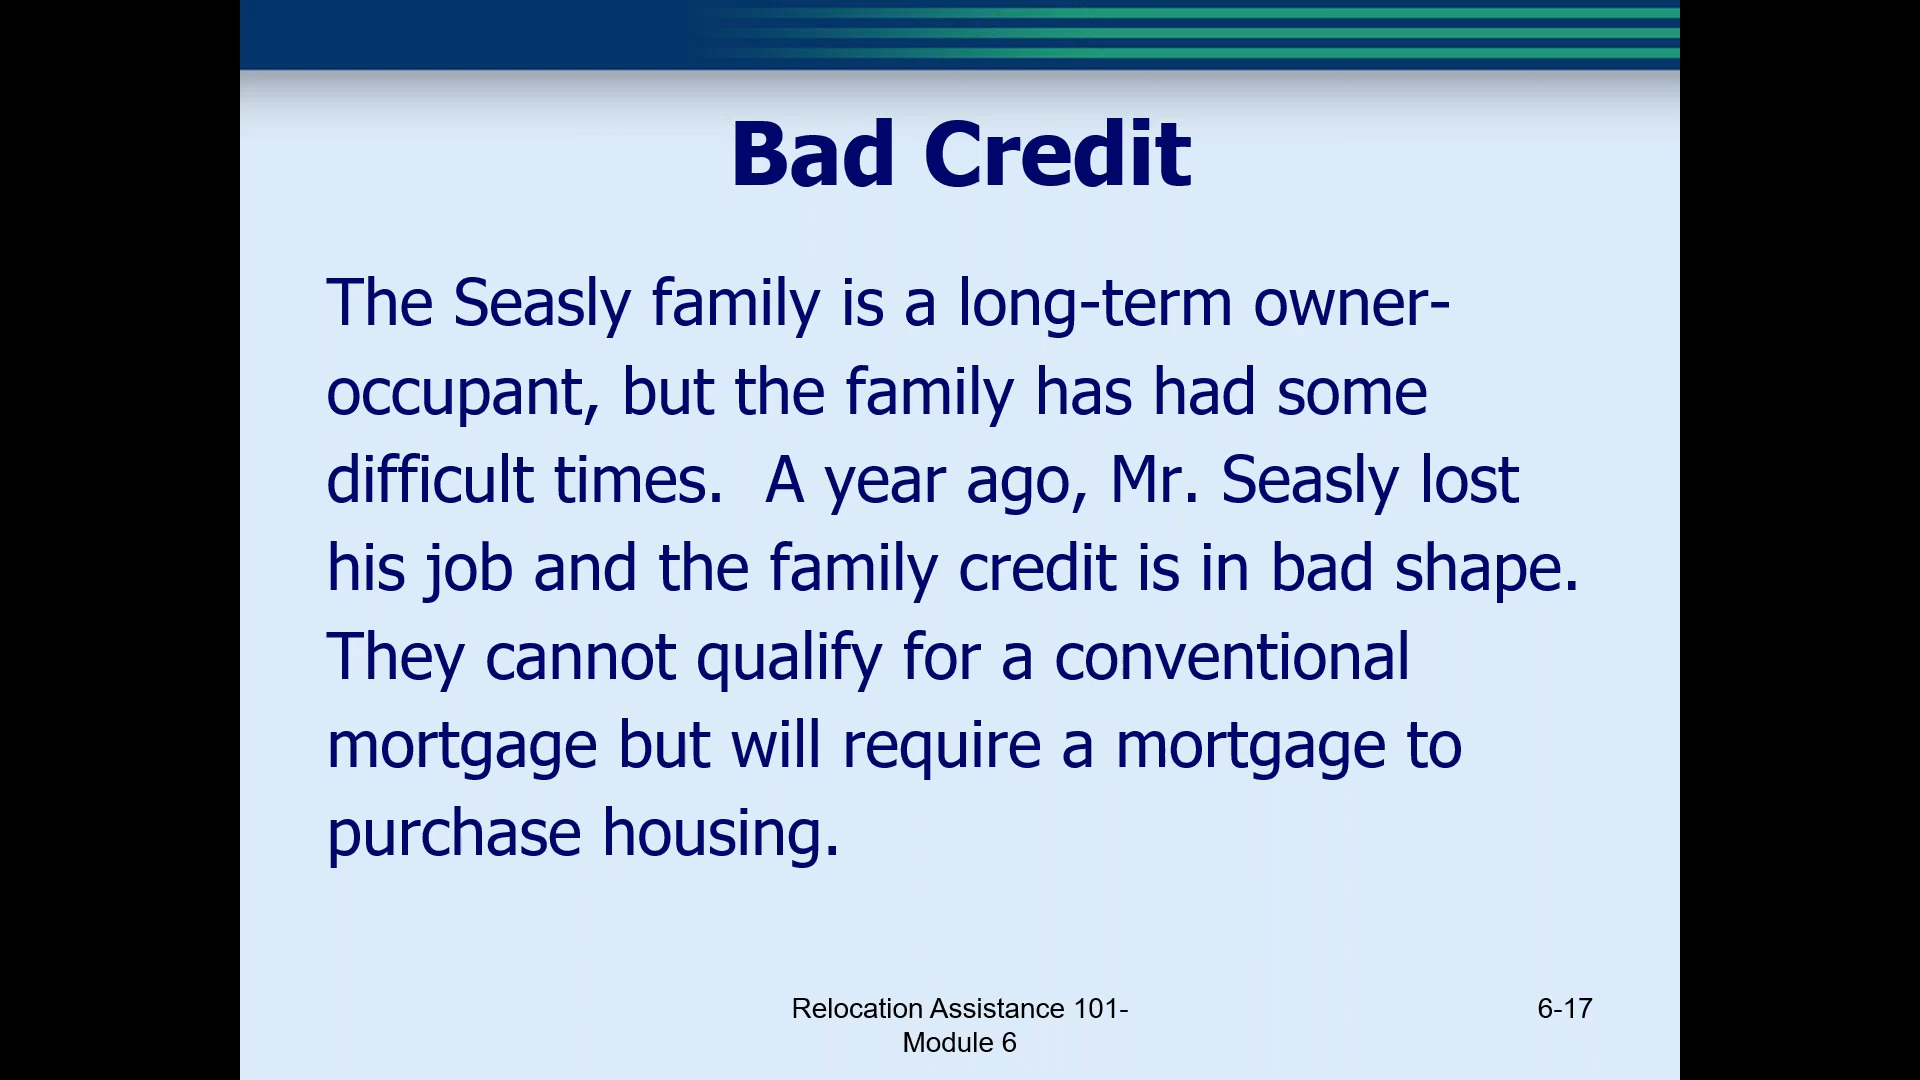 Bad Credit
The Seasly family is a long-term owner-
occupant, but the family has had some
difficult times.  A year ago, Mr. Seasly lost
his job and the family credit is in bad shape.
They cannot qualify for a conventional
mortgage but will require a mortgage to
purchase housing.
Relocation Assistance 101-
Module 6
6-17